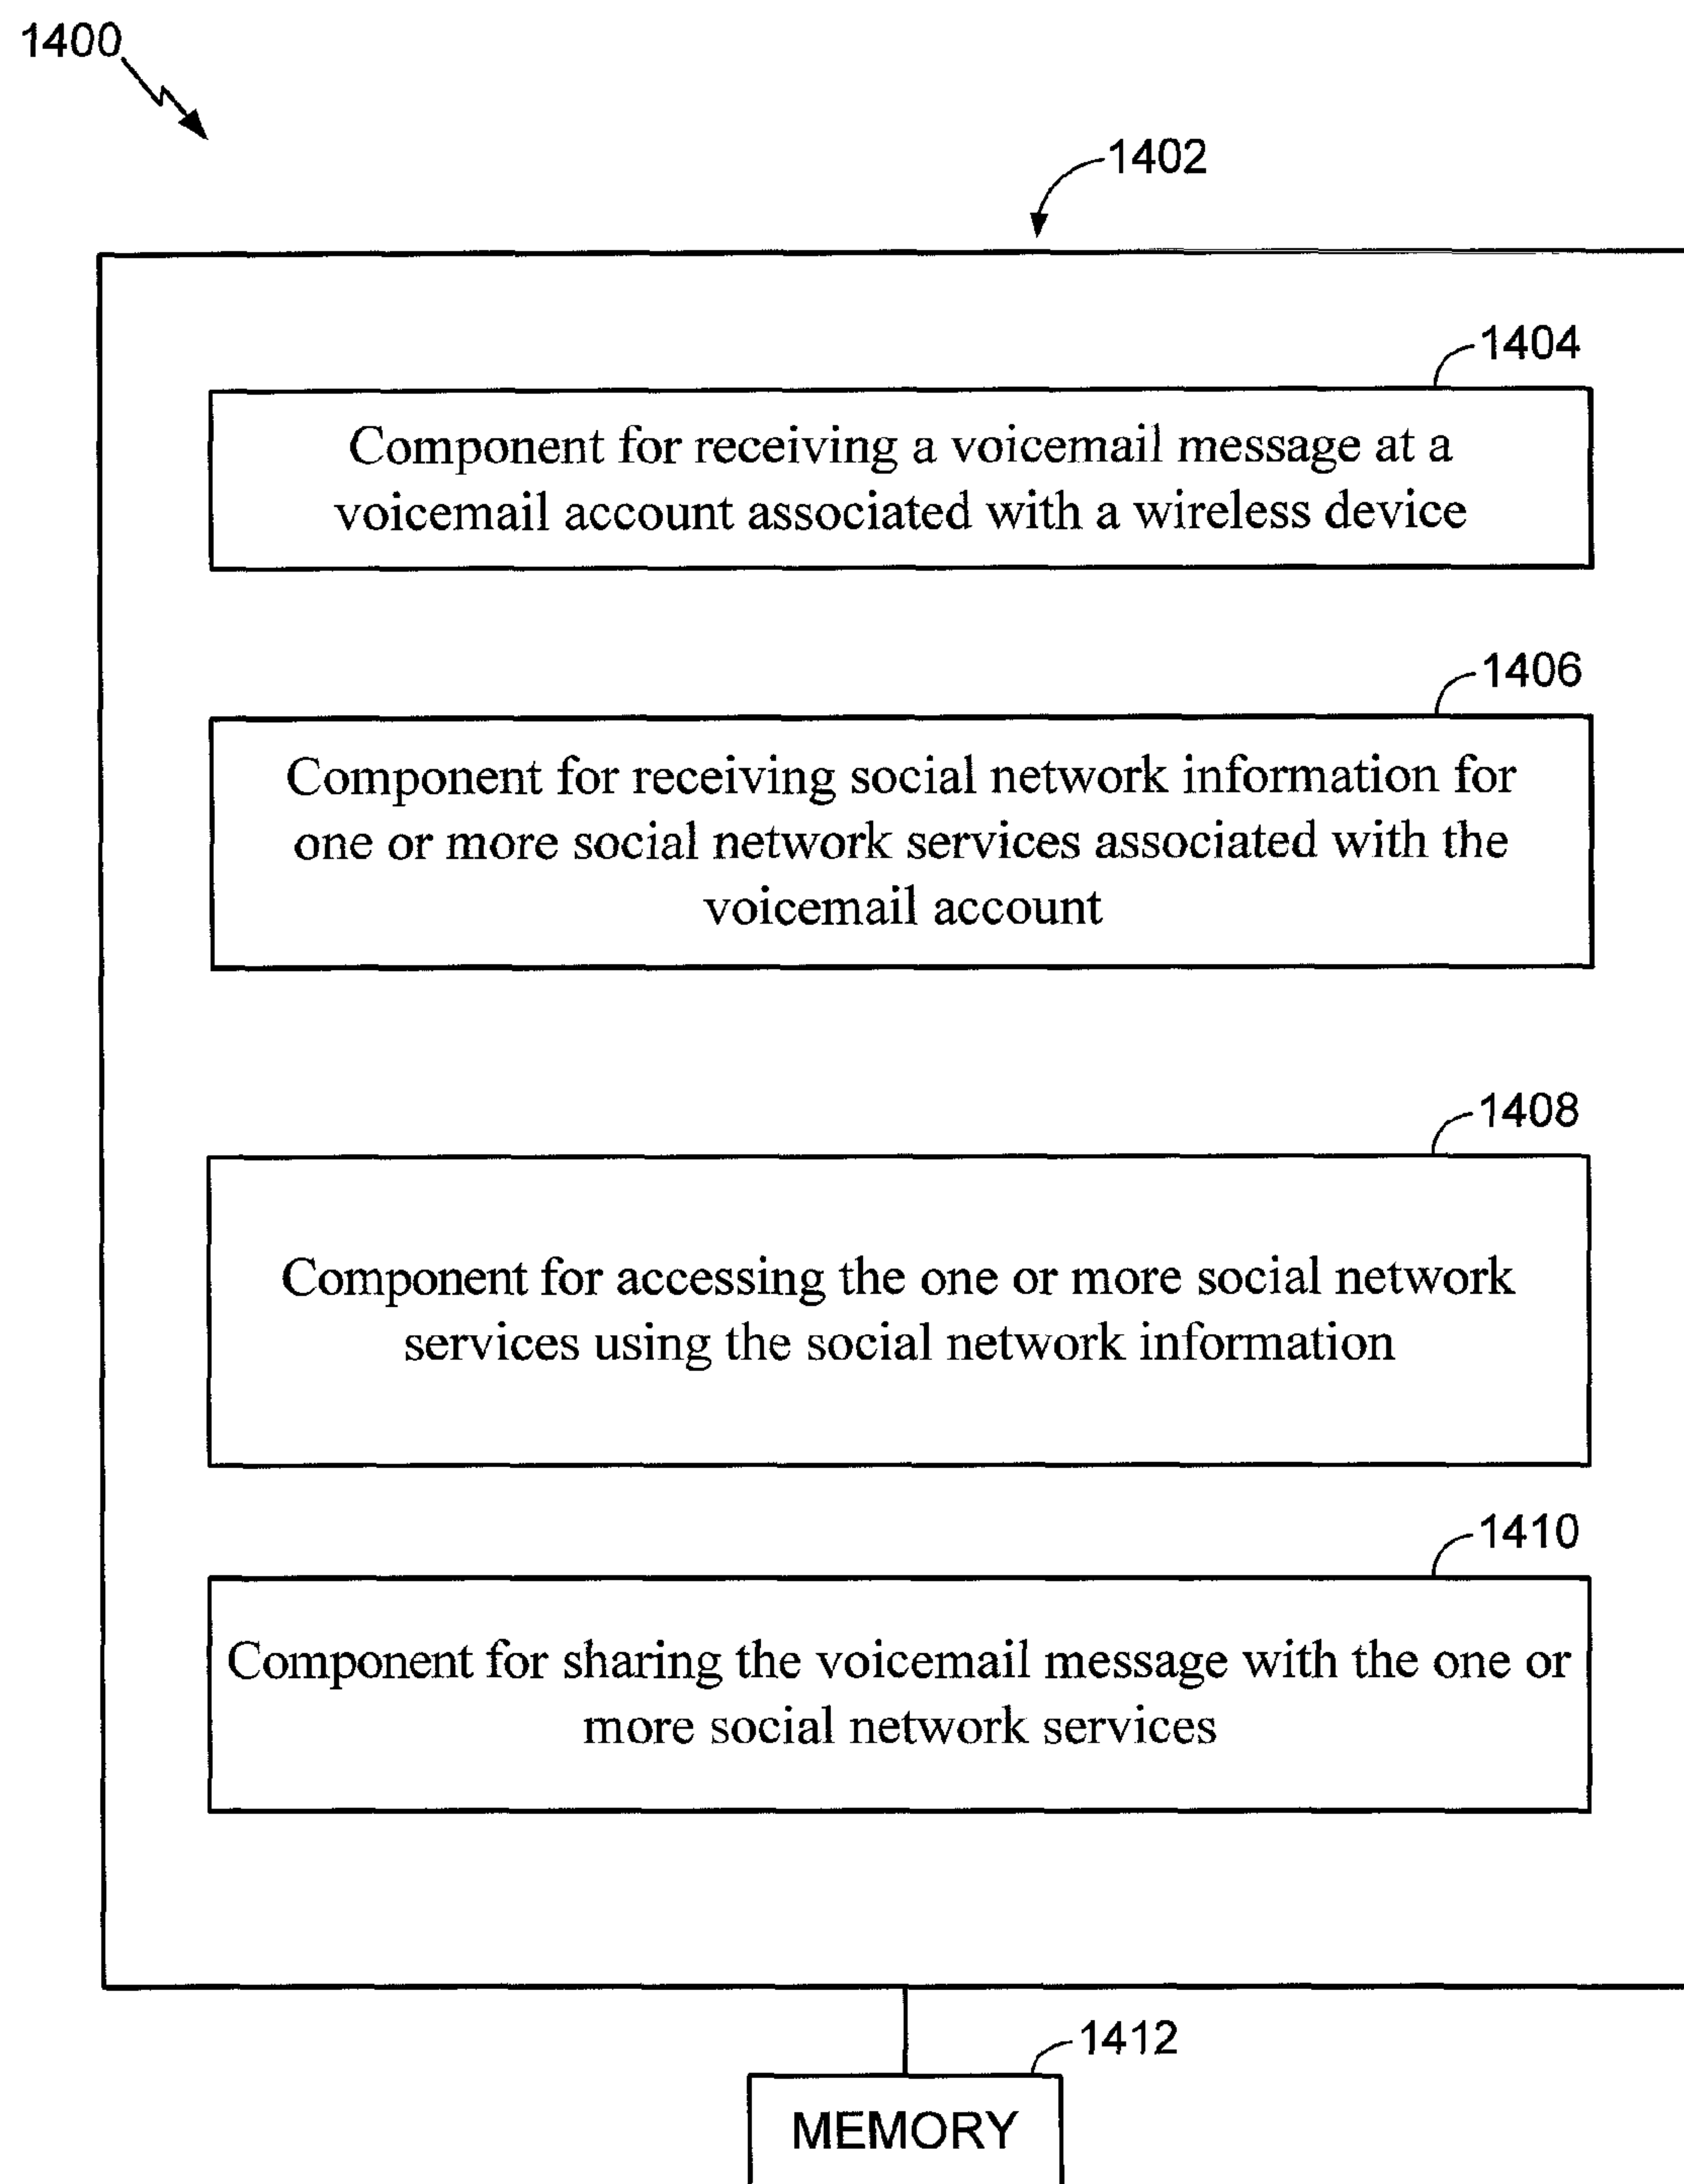 1400
1402
1404
Component for receiving a voicemail message at a
voicemail account associated with a wireless device
1406
Component for receiving social network information for
one or more social network services associated with the
voicemail account
1408
Component for accessing the one or more social network
services using the social network information
1410
Component for sharing the voicemail message with the one or
more social network services
1412
MEMORY